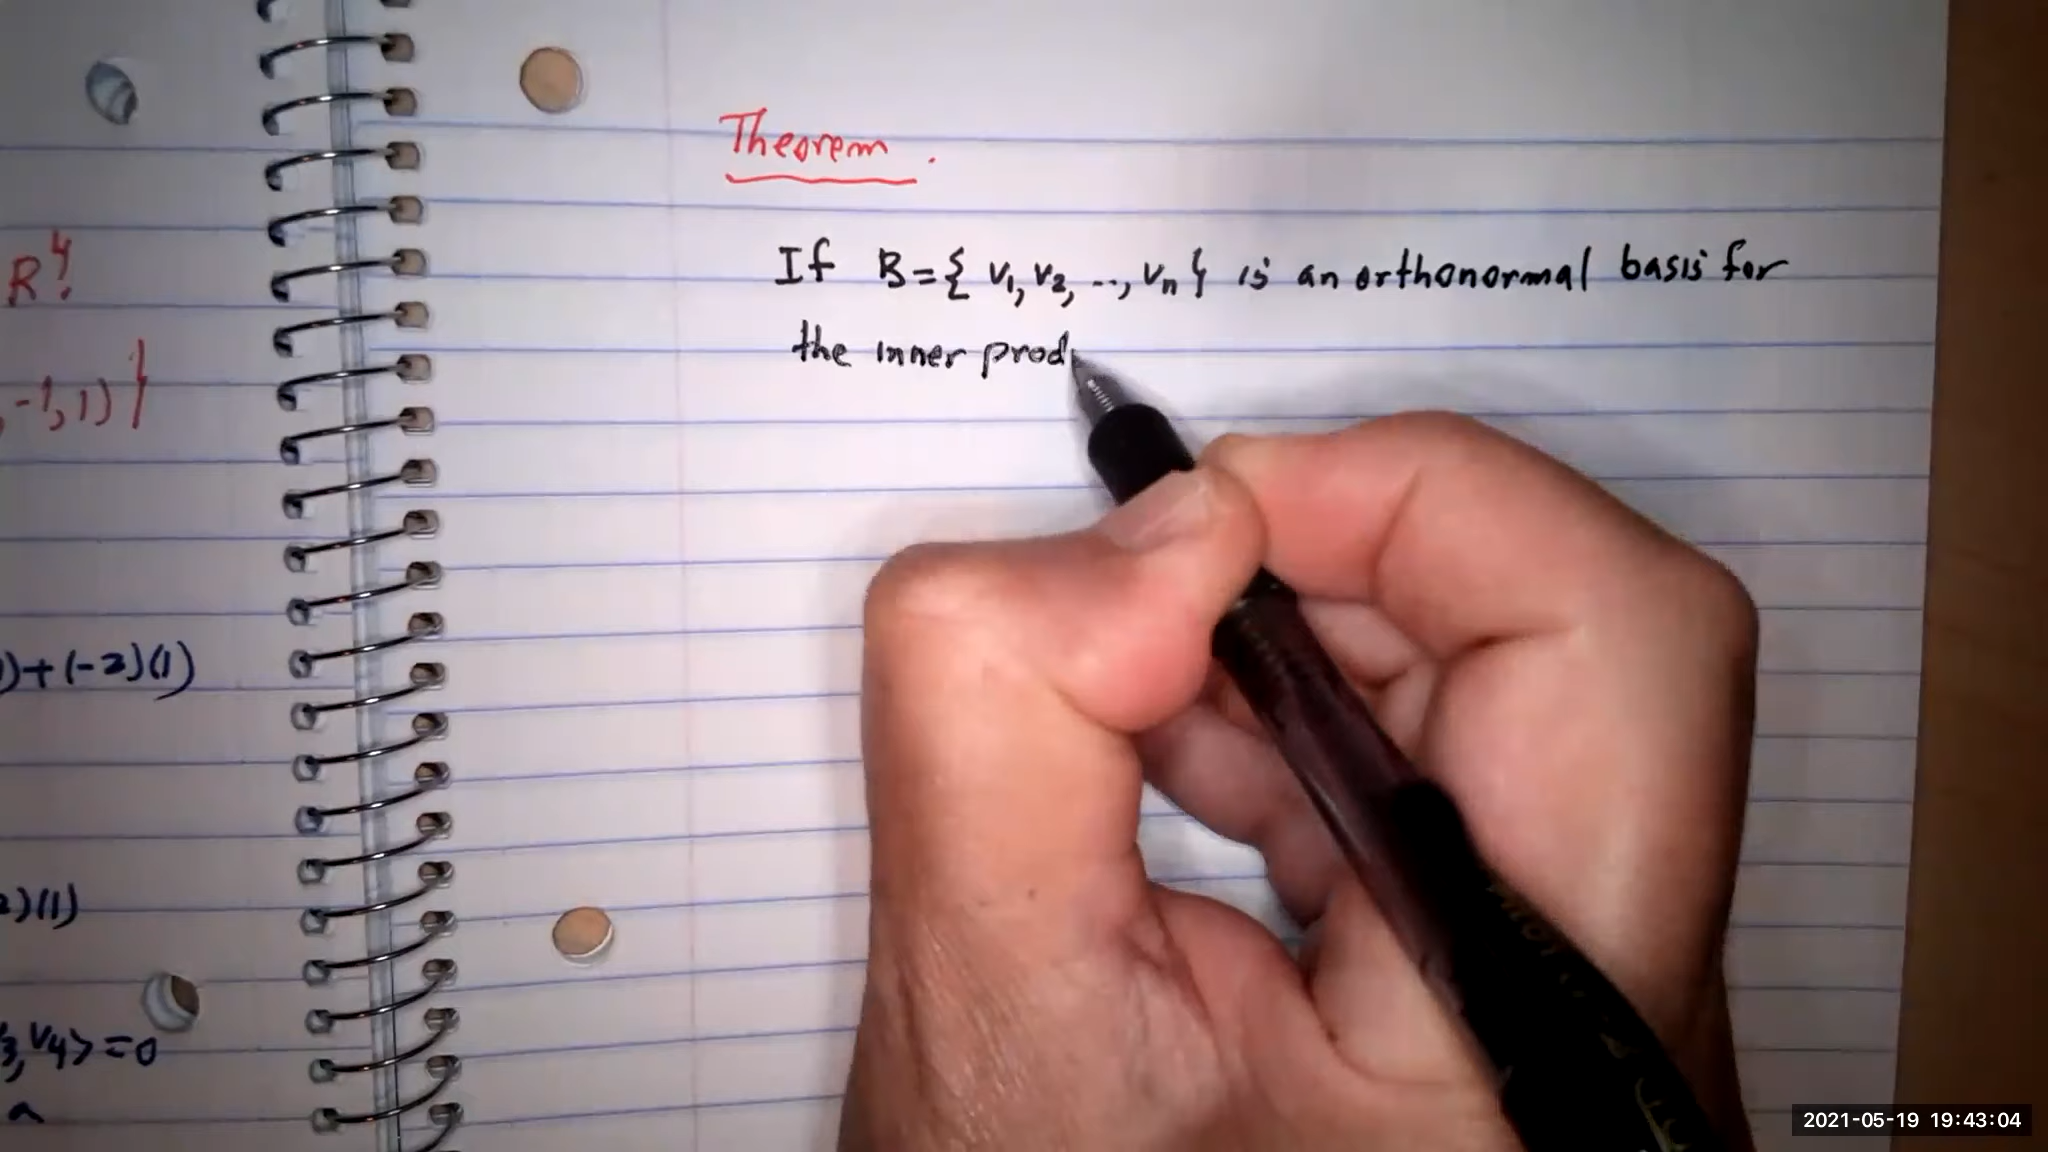 R⁴!
,-1,1)}
)+(-2)(1)
2)(1)
3,v4>=0
a
Theorem.
If B={ v₁, v₂, .., vₙ } is an orthonormal basis for
the inner prod
2021-05-19 19:43:04